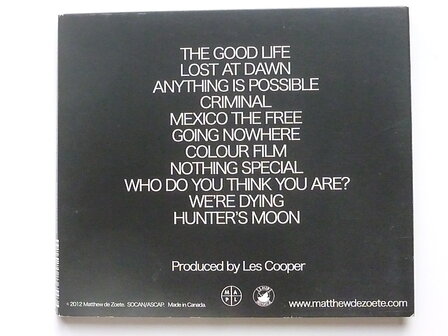 THE GOOD LIFE
LOST AT DAWN
ANYTHING IS POSSIBLE
CRIMINAL
MEXICO THE FREE
GOING NOWHERE
COLOUR FILM
NOTHING SPECIAL
WHO DO YOU THINK YOU ARE?
WE'RE DYING
HUNTER'S MOON
Produced by Les Cooper
M A
P L
© 2012 Matthew de Zoete. SOCAN/ASCAP. Made in Canada.
www.matthewdezoete.com